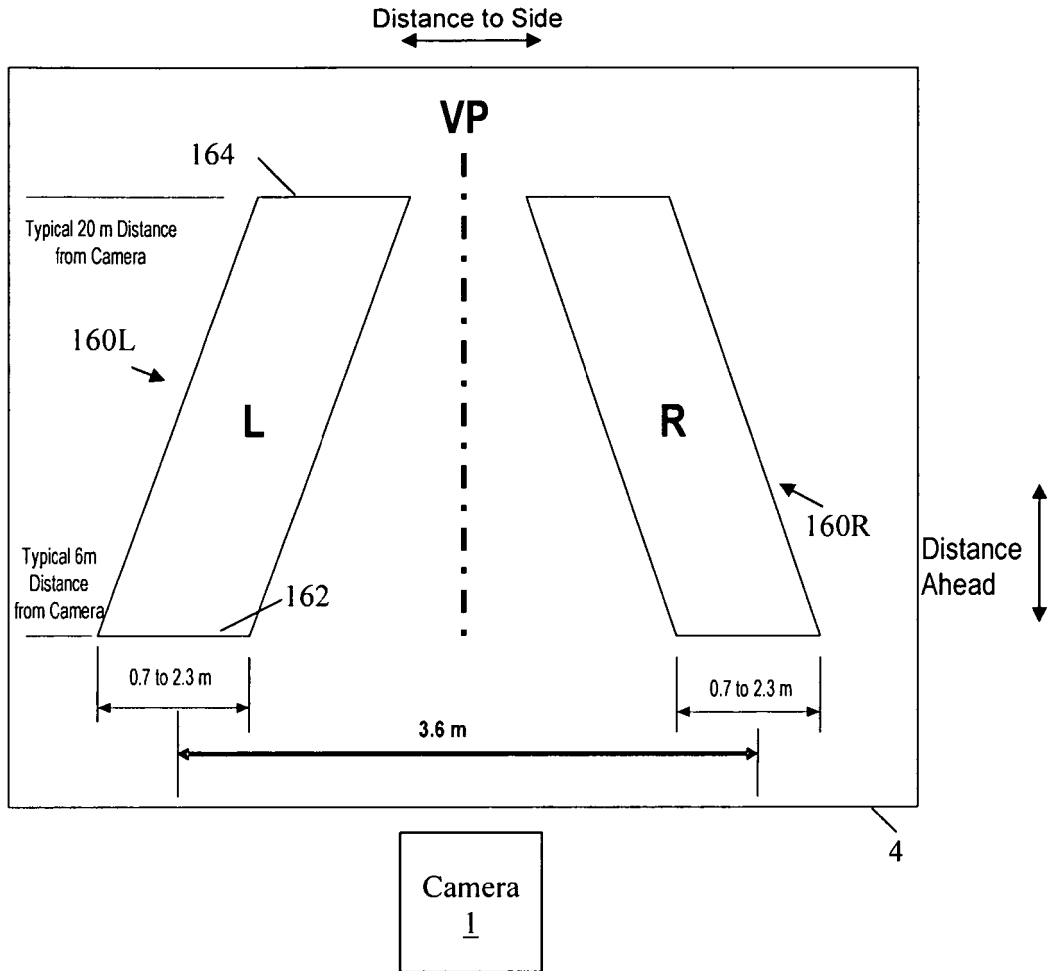 Distance to Side
VP
164
Typical 20 m Distance
from Camera
160L
L
R
160R
Typical 6m
Distance
from Camera
162
Distance
Ahead
0.7 to 2.3 m
0.7 to 2.3 m
3.6 m
4
Camera
1